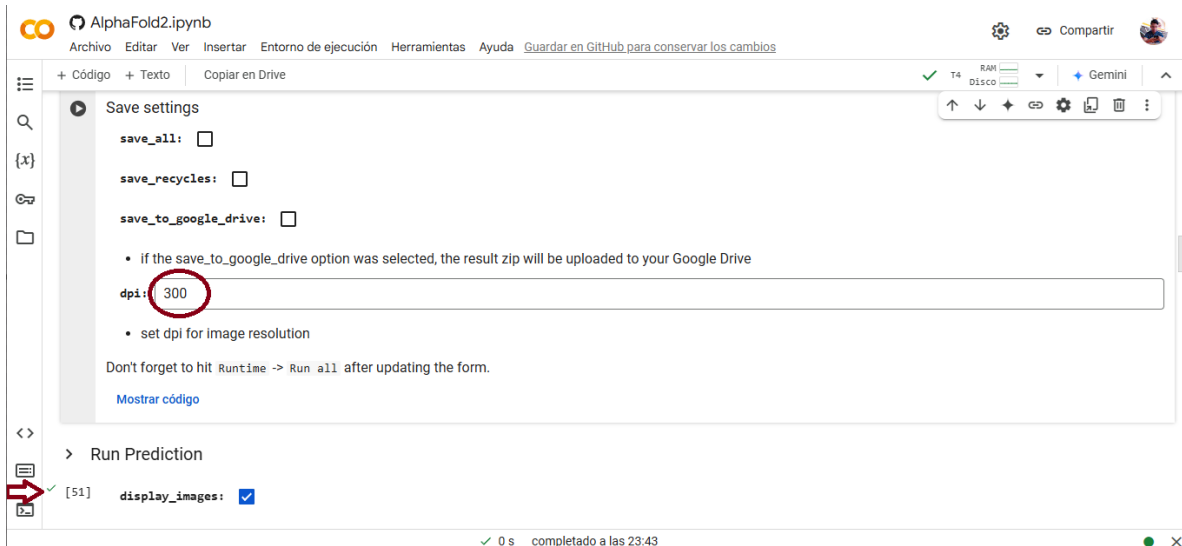 AlphaFold2.ipynb
Archivo Editar Ver Insertar Entorno de ejecución Herramientas Ayuda Guardar en GitHub para conservar los cambios
Compartir
+ Código + Texto Copiar en Drive
T4 RAM Disco Gemini
Save settings
save_all:
save_recycles:
{x}
save_to_google_drive:
• if the save_to_google_drive option was selected, the result zip will be uploaded to your Google Drive
dpi: 300
• set dpi for image resolution
Don't forget to hit Runtime -> Run all after updating the form.
Mostrar código
Run Prediction
[51] display_images:
0 s completado a las 23:43